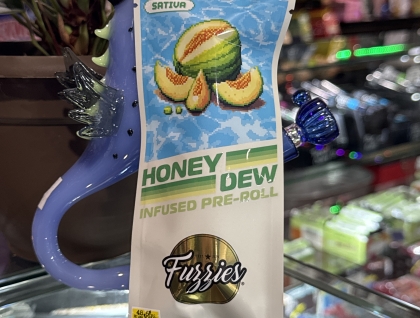 SATIVA
HONEY
DEW
INFUSED PRE-ROLL
Fuzzies